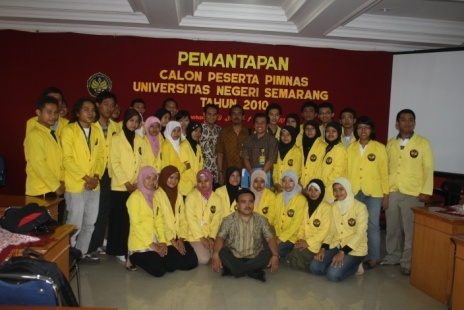 PEMANTAPAN
CALON PESERTA PIMNAS
UNIVERSITAS NEGERI SEMARANG
TAHUN 2010